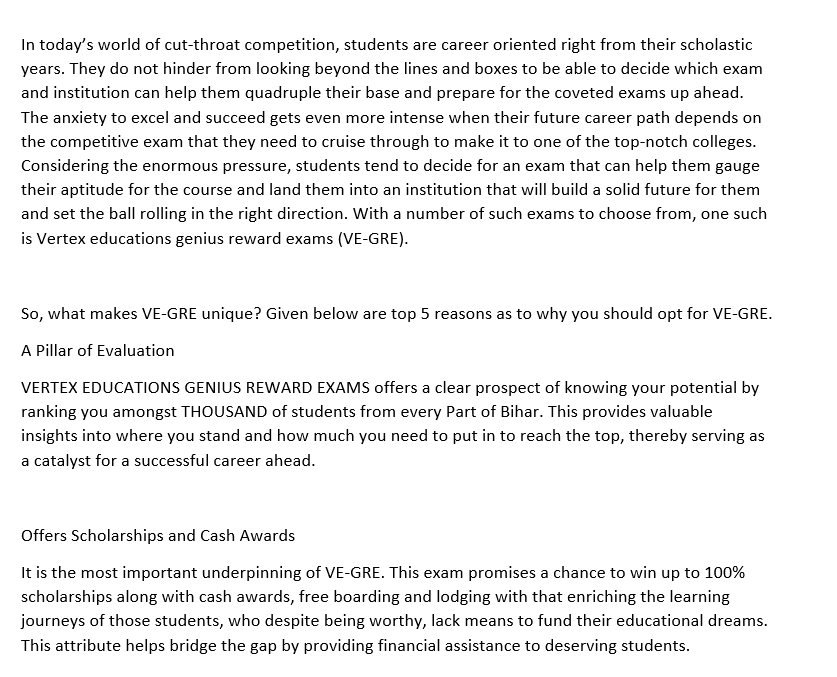 In today’s world of cut-throat competition, students are career oriented right from their scholastic
years. They do not hinder from looking beyond the lines and boxes to be able to decide which exam
and institution can help them quadruple their base and prepare for the coveted exams up ahead.
The anxiety to excel and succeed gets even more intense when their future career path depends on
the competitive exam that they need to cruise through to make it to one of the top-notch colleges.
Considering the enormous pressure, students tend to decide for an exam that can help them gauge
their aptitude for the course and land them into an institution that will build a solid future for them
and set the ball rolling in the right direction. With a number of such exams to choose from, one such
is Vertex educations genius reward exams (VE-GRE).
So, what makes VE-GRE unique? Given below are top 5 reasons as to why you should opt for VE-GRE.
A Pillar of Evaluation
VERTEX EDUCATIONS GENIUS REWARD EXAMS offers a clear prospect of knowing your potential by
ranking you amongst THOUSAND of students from every Part of Bihar. This provides valuable
insights into where you stand and how much you need to put in to reach the top, thereby serving as
a catalyst for a successful career ahead.
Offers Scholarships and Cash Awards
It is the most important underpinning of VE-GRE. This exam promises a chance to win up to 100%
scholarships along with cash awards, free boarding and lodging with that enriching the learning
journeys of those students, who despite being worthy, lack means to fund their educational dreams.
This attribute helps bridge the gap by providing financial assistance to deserving students.